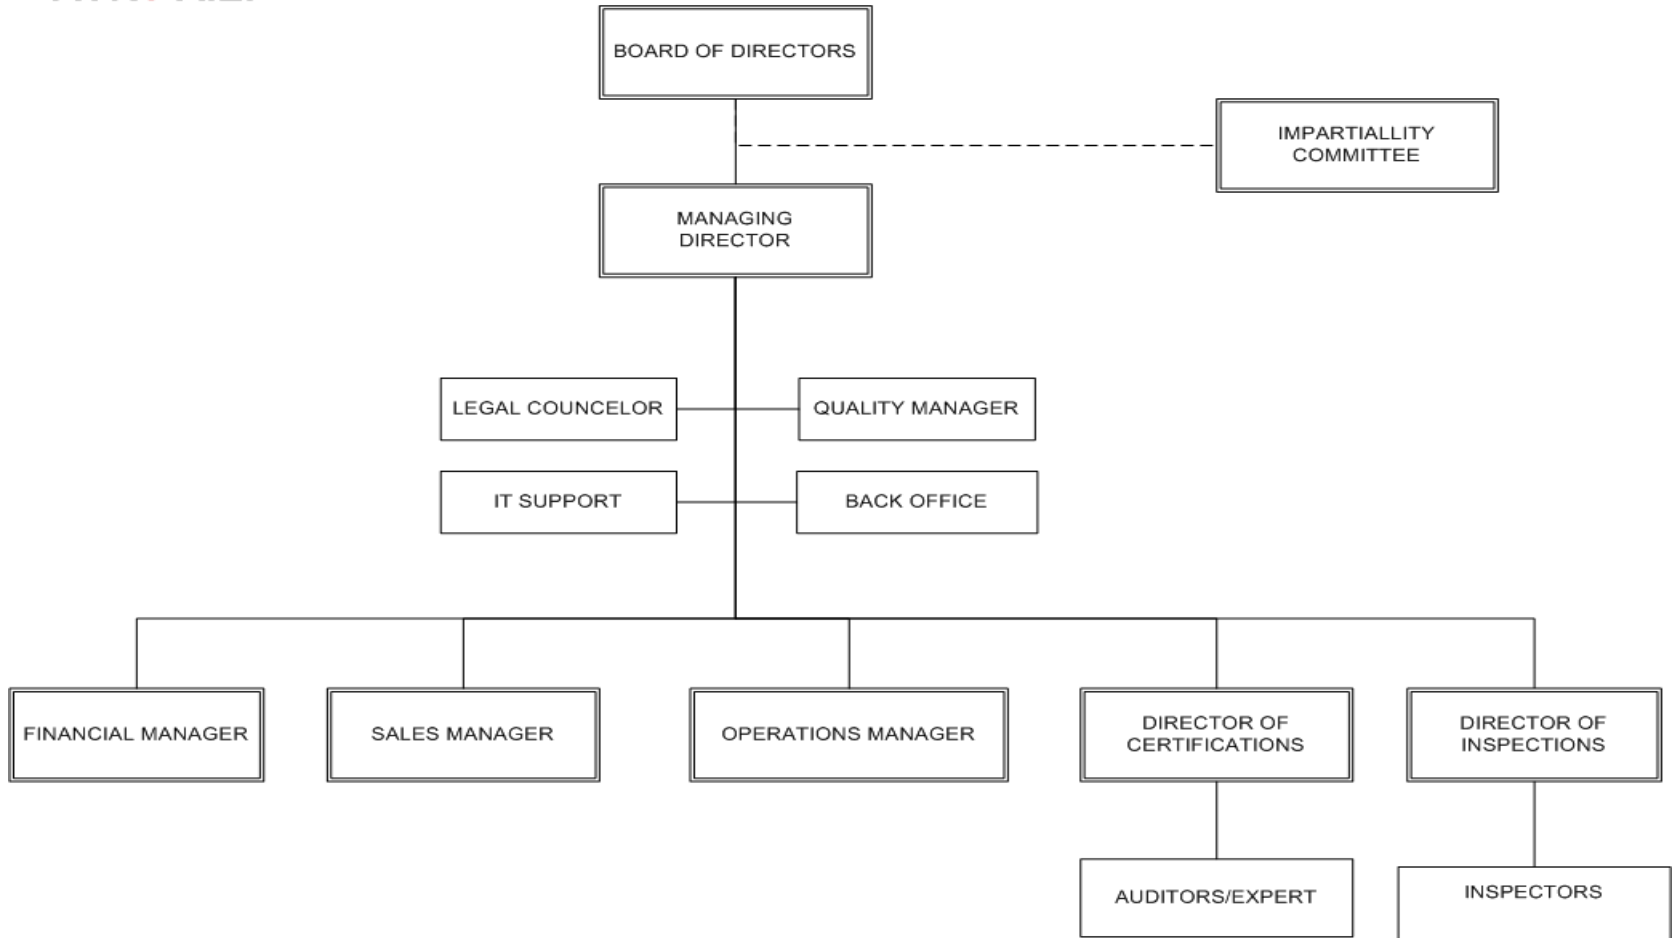 BOARD OF DIRECTORS
IMPARTIALLITY
COMMITTEE
MANAGING
DIRECTOR
LEGAL COUNCELOR
QUALITY MANAGER
IT SUPPORT
BACK OFFICE
FINANCIAL MANAGER
SALES MANAGER
OPERATIONS MANAGER
DIRECTOR OF
CERTIFICATIONS
DIRECTOR OF
INSPECTIONS
AUDITORS/EXPERT
INSPECTORS